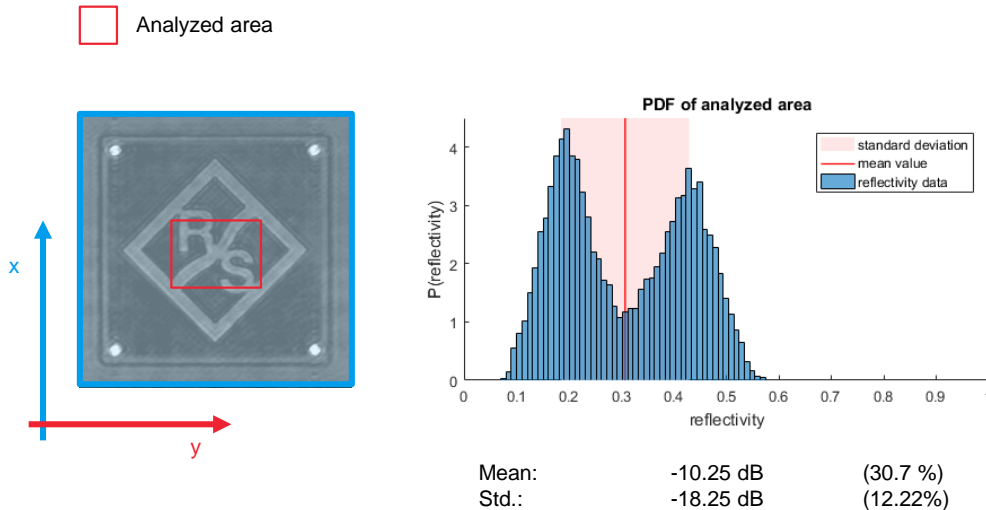 Analyzed area
R/S
x
y
PDF of analyzed area
standard deviation
mean value
reflectivity data
P(reflectivity)
4
3
2
1
0
0 0.1 0.2 0.3 0.4 0.5 0.6 0.7 0.8 0.9
reflectivity
Mean: -10.25 dB (30.7 %)
Std.: -18.25 dB (12.22%)